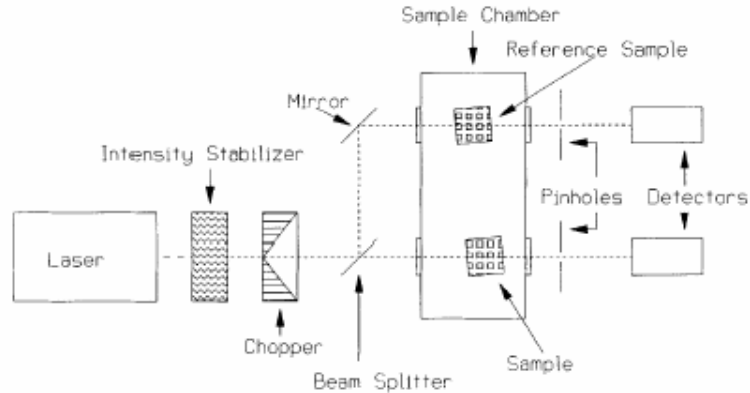 Sample Chamber
Reference Sample
Mirror
Intensity Stabilizer
Pinholes
Detectors
Laser
Chopper
Sample
Beam Splitter